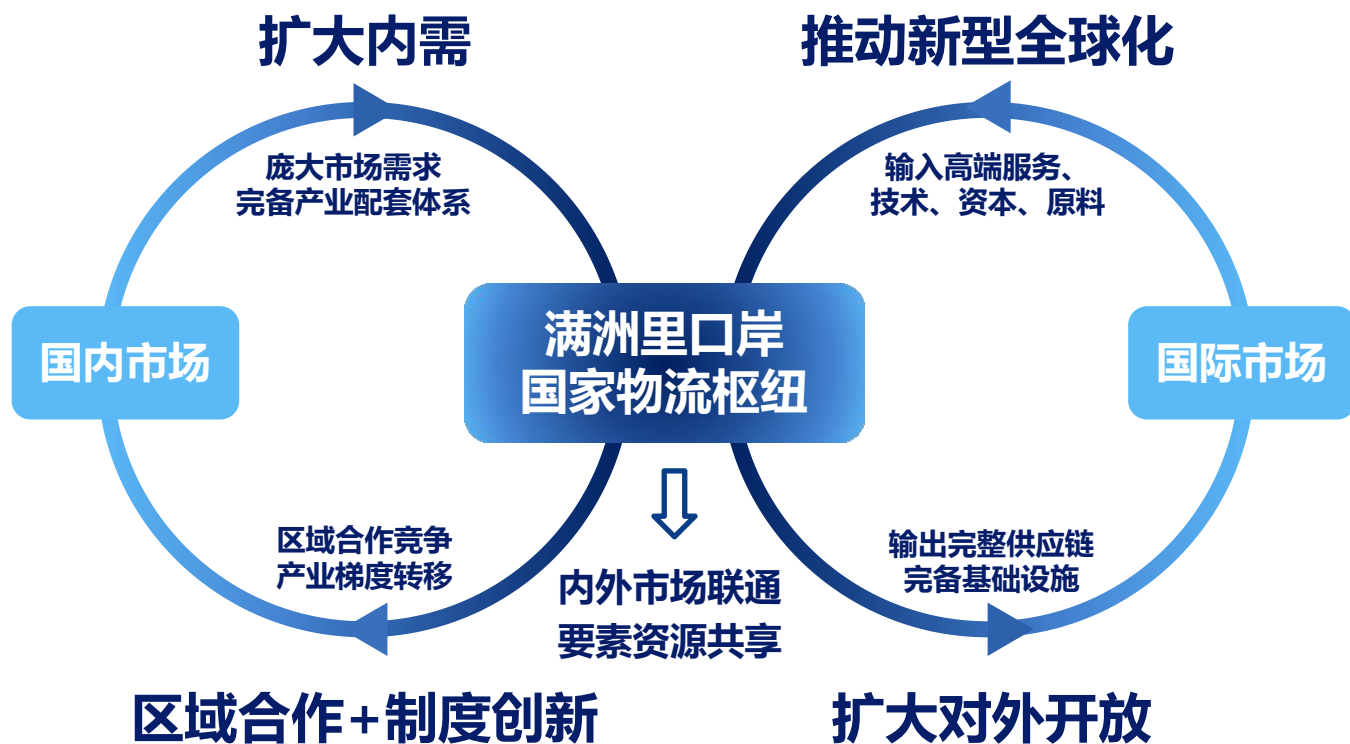 扩大内需
推动新型全球化
庞大市场需求
完备产业配套体系
输入高端服务、
技术、资本、原料
国内市场
满洲里口岸
国家物流枢纽
国际市场
区域合作竞争
产业梯度转移
输出完整供应链
完备基础设施
内外市场联通
要素资源共享
区域合作+制度创新
扩大对外开放